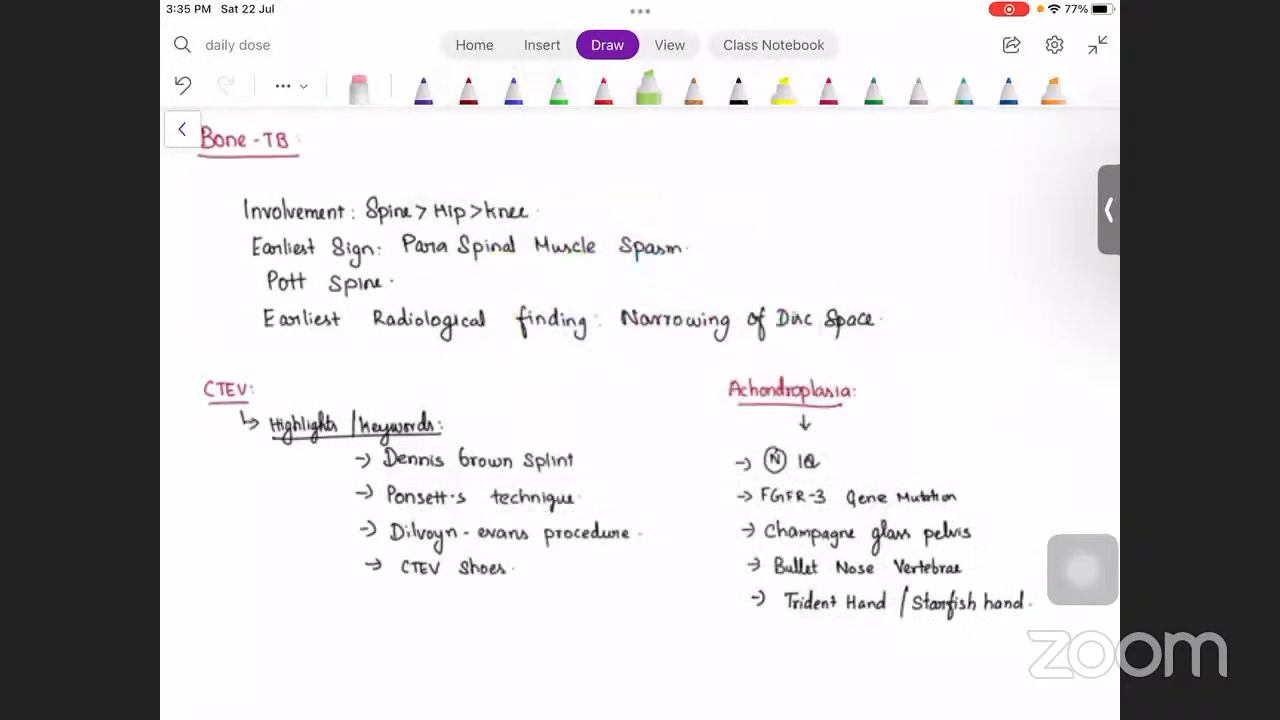 3:35 PM Sat 22 Jul
77%
daily dose
Home Insert Draw View Class Notebook
Bone - TB :
Involvement : Spine > Hip > knee.
Earliest Sign: Para Spinal Muscle Spasm.
Pott Spine.
Earliest Radiological finding : Narrowing of Disc Space.
CTEV:
↳ Highlights / Keywords :
→ Dennis brown splint
→ Ponsett's technique.
→ Dilvoyn - evans procedure.
→ CTEV Shoes.
Achondroplasia:
↓
→ Ⓝ IQ
→ FGFR-3 Gene Mutation
→ Champagne glass pelvis
→ Bullet Nose Vertebrae
→ Trident Hand / Starfish hand.
zoom